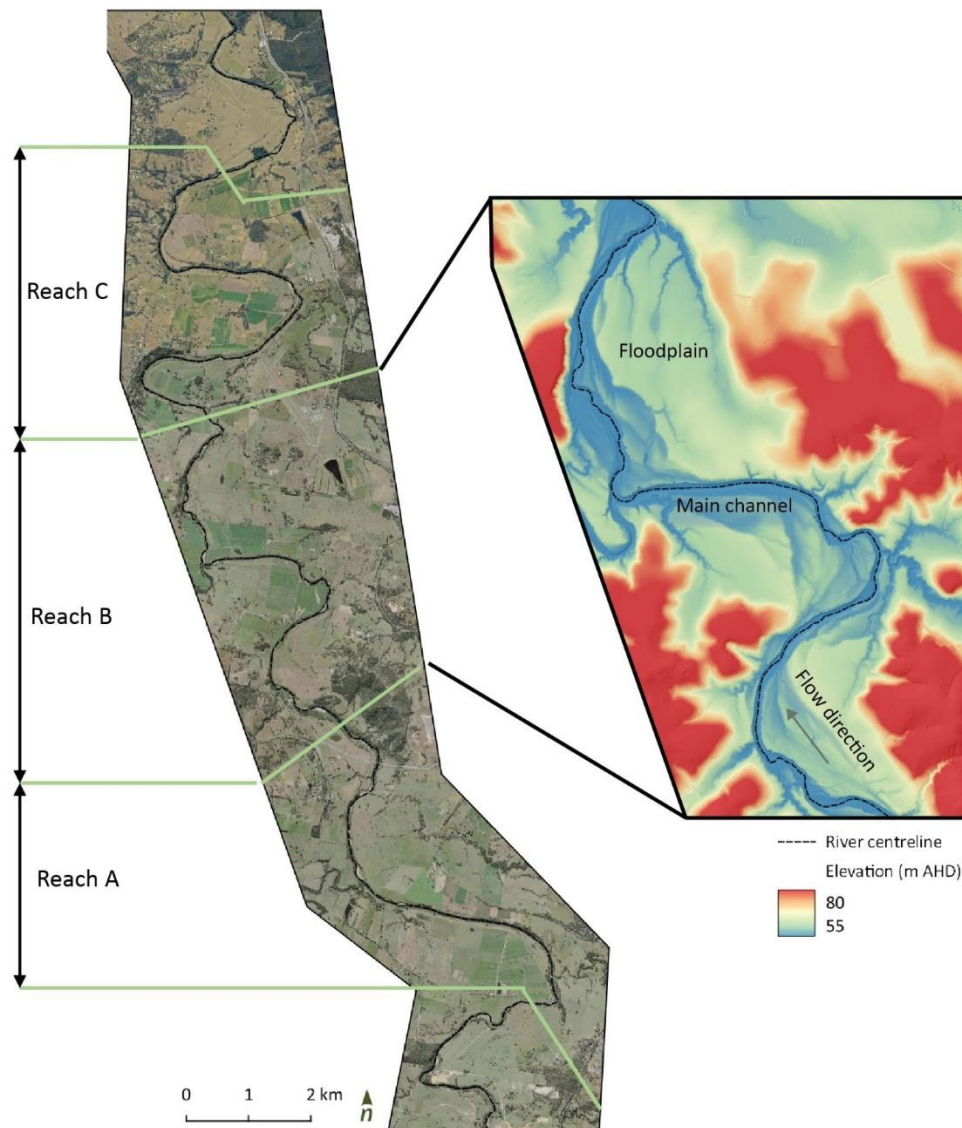 Reach C
Reach B
Reach A
Floodplain
Main channel
Flow direction
River centreline
Elevation (m AHD)
80
55
0 1 2 km
n